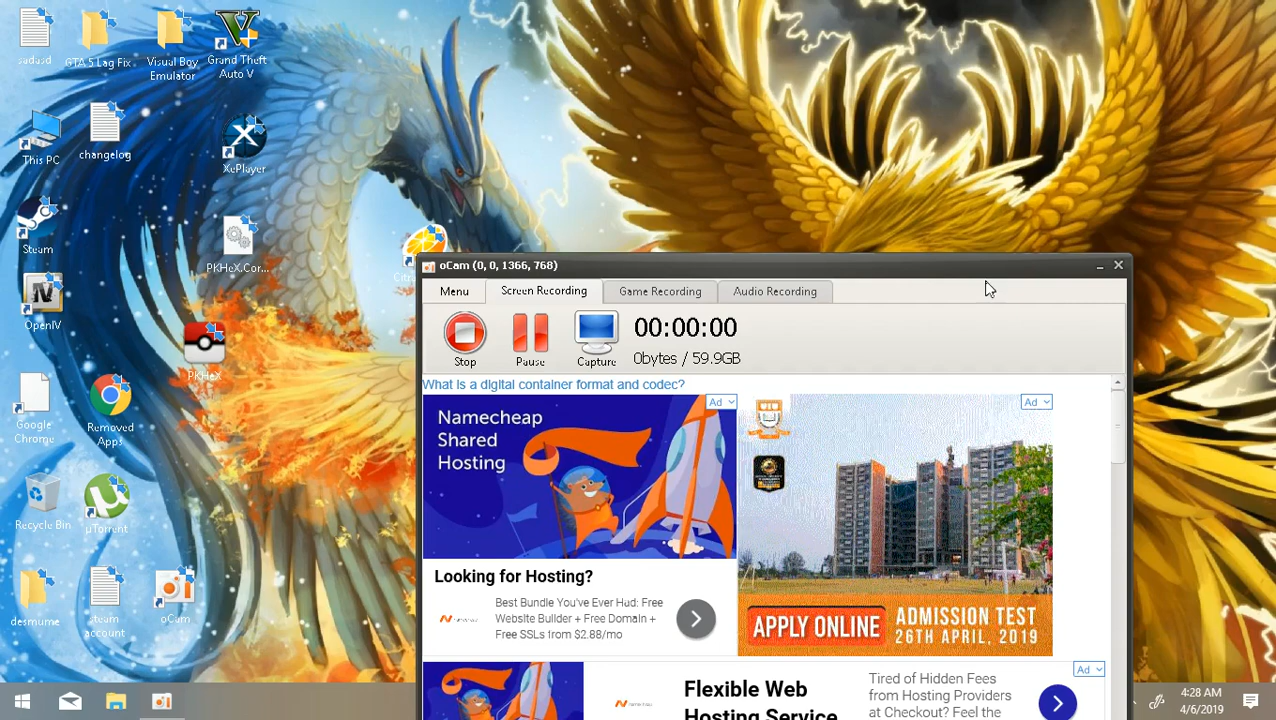 sadasd
GTA 5 Lag Fix
Visual Boy
Emulator
Grand Theft
Auto V
This PC
changelog
XePlayer
Steam
PKHeX.Cor...
OpenIV
PKHeX
Google
Chrome
Removed
Apps
Recycle Bin
µTorrent
desmume
steam
account
oCam
Citr
oCam (0, 0, 1366, 768)
Menu
Screen Recording
Game Recording
Audio Recording
Stop
Pause
Capture
00:00:00
0bytes / 59.9GB
What is a digital container format and codec?
Ad
Namecheap
Shared
Hosting
Looking for Hosting?
Best Bundle You've Ever Had: Free
Website Builder + Free Domain +
Free SSLs from $2.88/mo
Ad
APPLY ONLINE
ADMISSION TEST
26TH APRIL, 2019
Ad
Flexible Web
Hosting Service
Tired of Hidden Fees
from Hosting Providers
at Checkout? Feel the
4:28 AM
4/6/2019